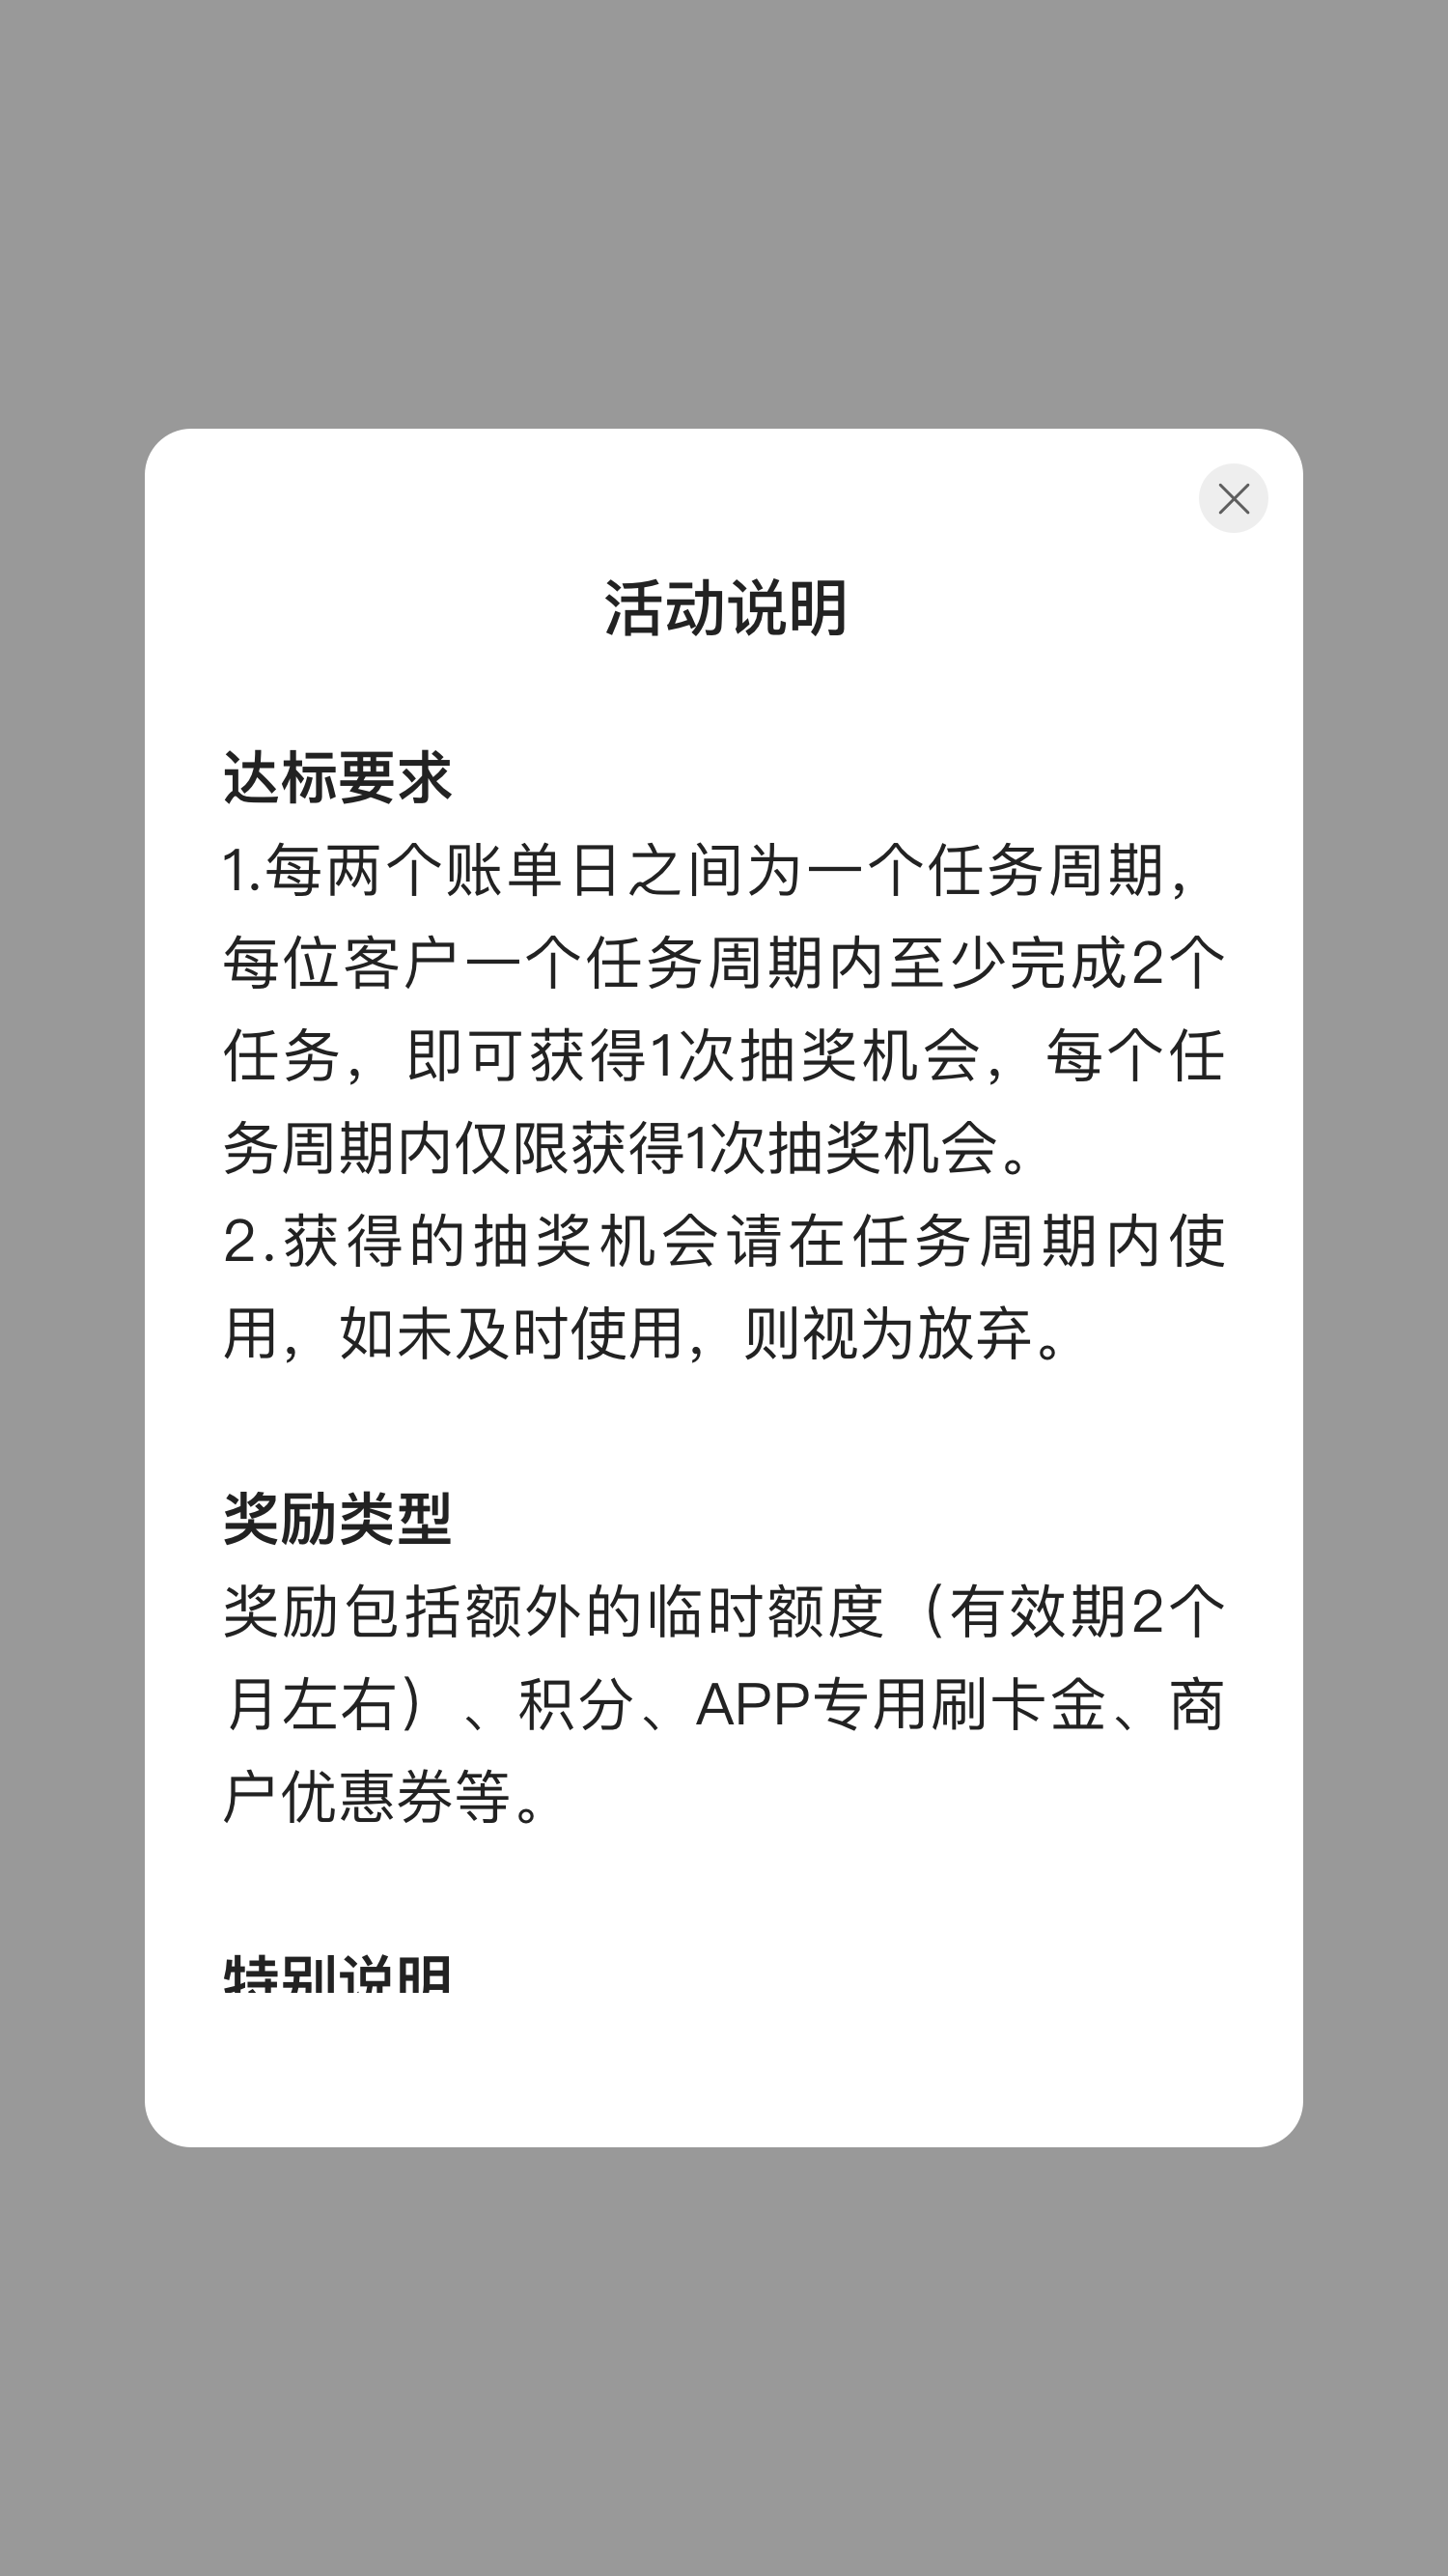 活动说明
达标要求
1.每两个账单日之间为一个任务周期，
每位客户一个任务周期内至少完成2个
任务，即可获得1次抽奖机会，每个任
务周期内仅限获得1次抽奖机会。
2.获得的抽奖机会请在任务周期内使
用，如未及时使用，则视为放弃。
奖励类型
奖励包括额外的临时额度（有效期2个
月左右）、积分、APP专用刷卡金、商
户优惠券等。
特别说明